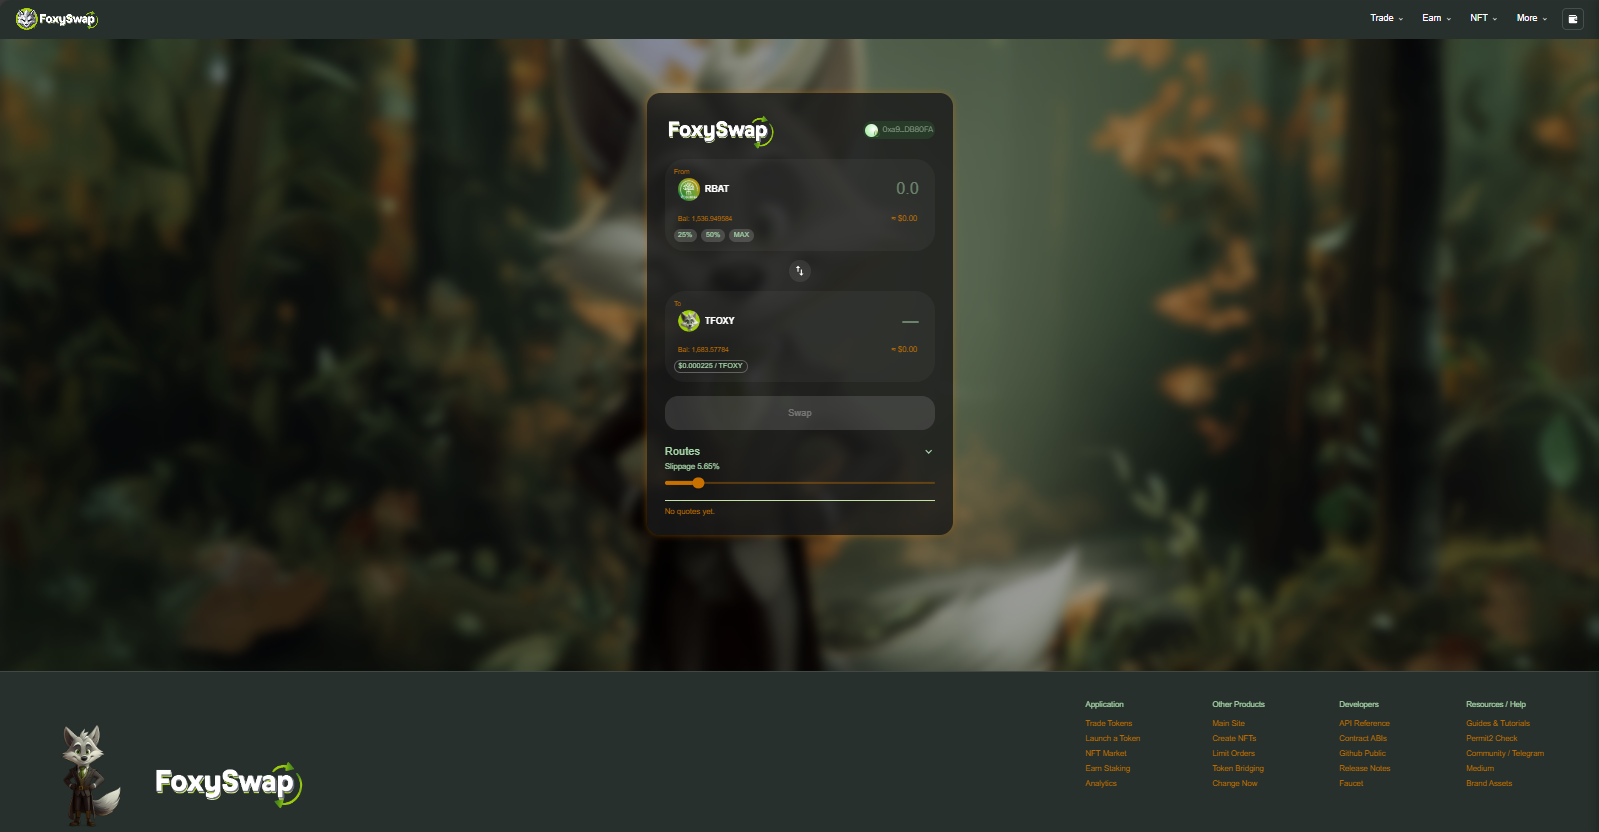 FoxySwap
Trade
Earn
NFT
More
FoxySwap
0xa9...DB80FA
From
RBAT
0.0
Bal: 1,536.949584
≈ $0.00
25%
50%
MAX
To
TFOXY
—
Bal: 1,683.57784
≈ $0.00
$0.000225 / TFOXY
Swap
Routes
Slippage 5.65%
No quotes yet.
FoxySwap
Application
Trade Tokens
Launch a Token
NFT Market
Earn Staking
Analytics
Other Products
Main Site
Create NFTs
Limit Orders
Token Bridging
Change Now
Developers
API Reference
Contract ABIs
Github Public
Release Notes
Faucet
Resources / Help
Guides & Tutorials
Permit2 Check
Community / Telegram
Medium
Brand Assets